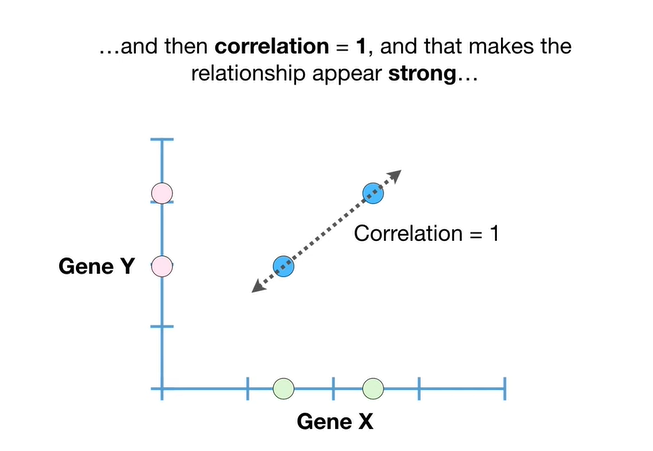 …and then correlation = 1, and that makes the
relationship appear strong…
Correlation = 1
Gene Y
Gene X